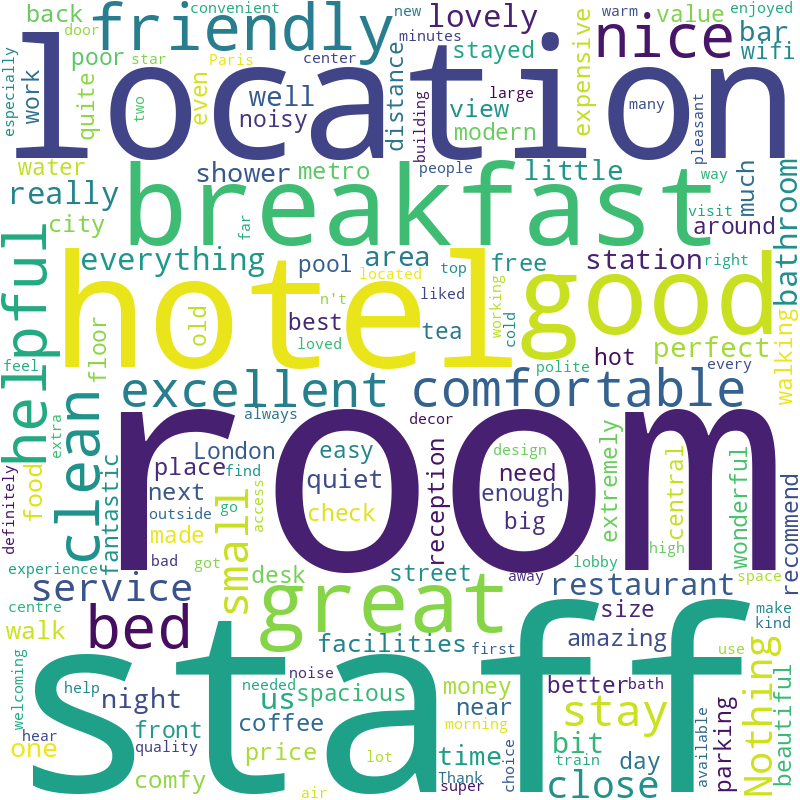 back
convenient
friendly
lovely
new
warm
minutes
nice
value
enjoyed
bar
wifi
door
star
Paris
center
stayed
especially
work
poor
quite
two
even
location
well
noisy
distance
view
modern
large
building
expensive
many
pleasant
water
shower
metro
people
little
way
much
really
breakfast
city
far
visit
around
bathroom
helpful
everything
pool
area
free
station
right
located
top
hotel
good
old
n't
liked
working
cold
best
loved
tea
hot
perfect
walking
floor
feel
polite
every
clean
excellent
comfortable
always
decor
room
extra
London
easy
design
need
extremely
central
wonderful
place
find
quiet
reception
enough
recommend
definitely
food
fantastic
next
outside
made
small
go
access
check
big
high
bad
got
lobby
experience
service
desk
street
away
restaurant
space
centre
bed
great
size
make
kind
walk
staff
facilities
first
amazing
use
Nothing
beautiful
welcoming
noise
better
bath
help
night
needed
us
spacious
money
near
stay
parking
front
coffee
morning
hear
one
quality
price
lot
time
bit
day
available
comfy
air
Thank
super
choice
train
close